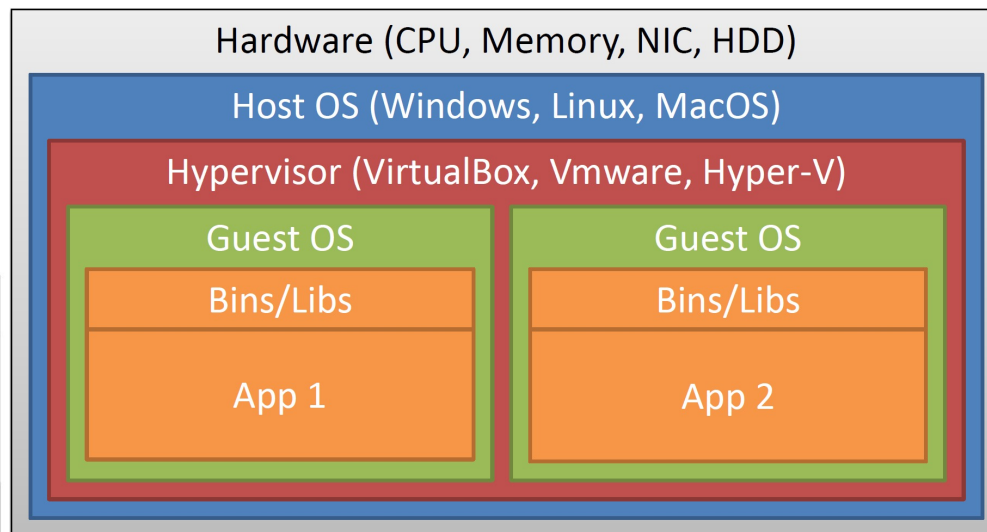 Hardware (CPU, Memory, NIC, HDD)
Host OS (Windows, Linux, MacOS)
Hypervisor (VirtualBox, Vmware, Hyper-V)
Guest OS
Bins/Libs
App 1
Guest OS
Bins/Libs
App 2